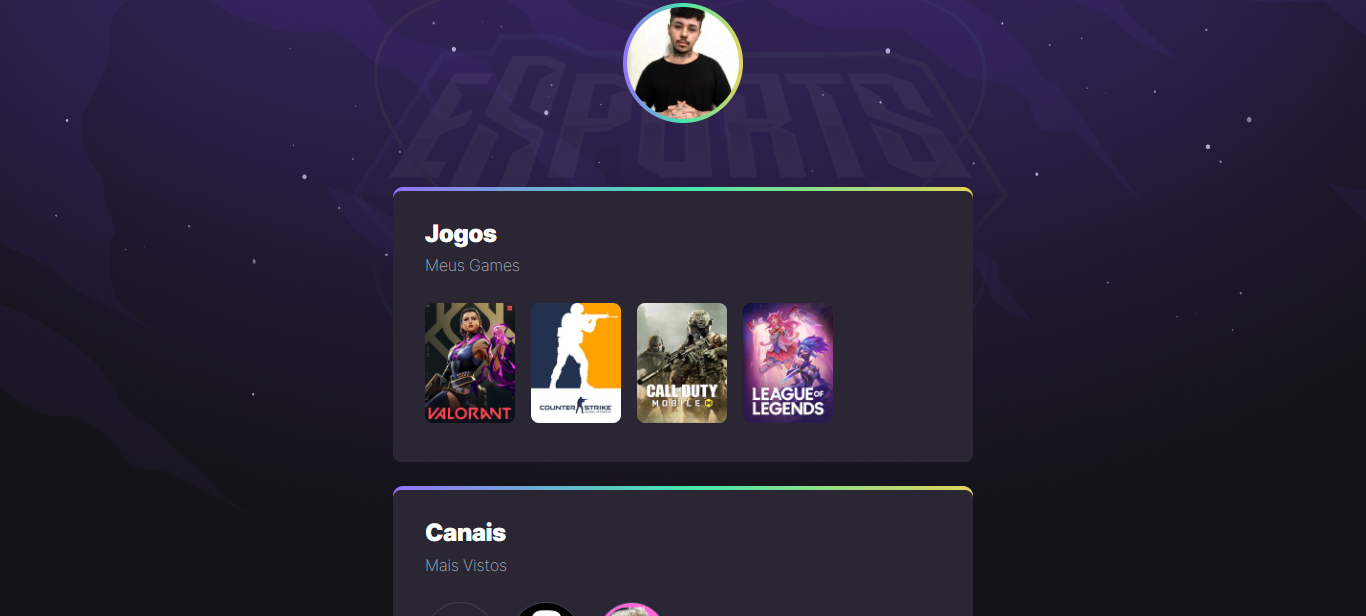 ESPORTS
Jogos
Meus Games
VALORANT
COUNTER STRIKE
CALL OF DUTY
MOBILE
LEAGUE OF
LEGENDS
Canais
Mais Vistos